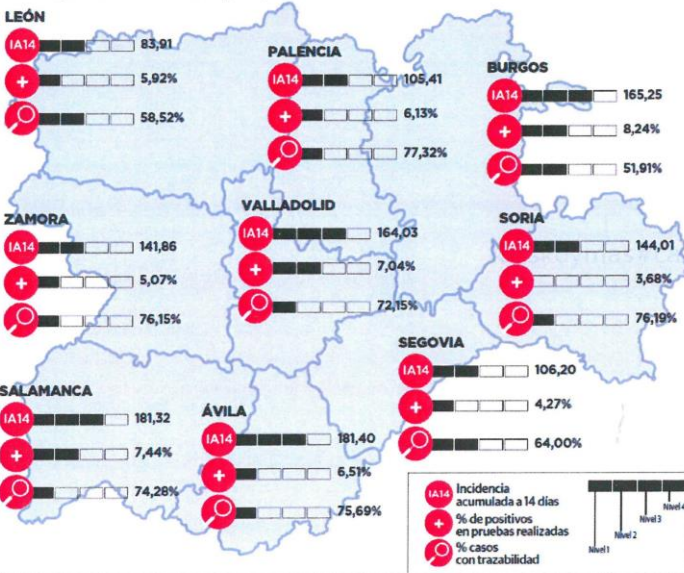 LEÓN
IA14 83,91
+ 5,92%
58,52%
PALENCIA
IA14 105,41
+ 6,13%
77,32%
BURGOS
IA14 165,25
+ 8,24%
51,91%
ZAMORA
IA14 141,86
+ 5,07%
76,15%
VALLADOLID
IA14 164,03
+ 7,04%
72,15%
SORIA
IA14 144,01
+ 3,68%
76,19%
SEGOVIA
IA14 106,20
+ 4,27%
64,00%
SALAMANCA
IA14 181,32
+ 7,44%
74,28%
ÁVILA
IA14 181,40
+ 6,51%
75,69%
IA14 Incidencia
acumulada a 14 días
+ % de positivos
en pruebas realizadas
% casos
con trazabilidad
Nivel 1
Nivel 2
Nivel 3
Nivel 4